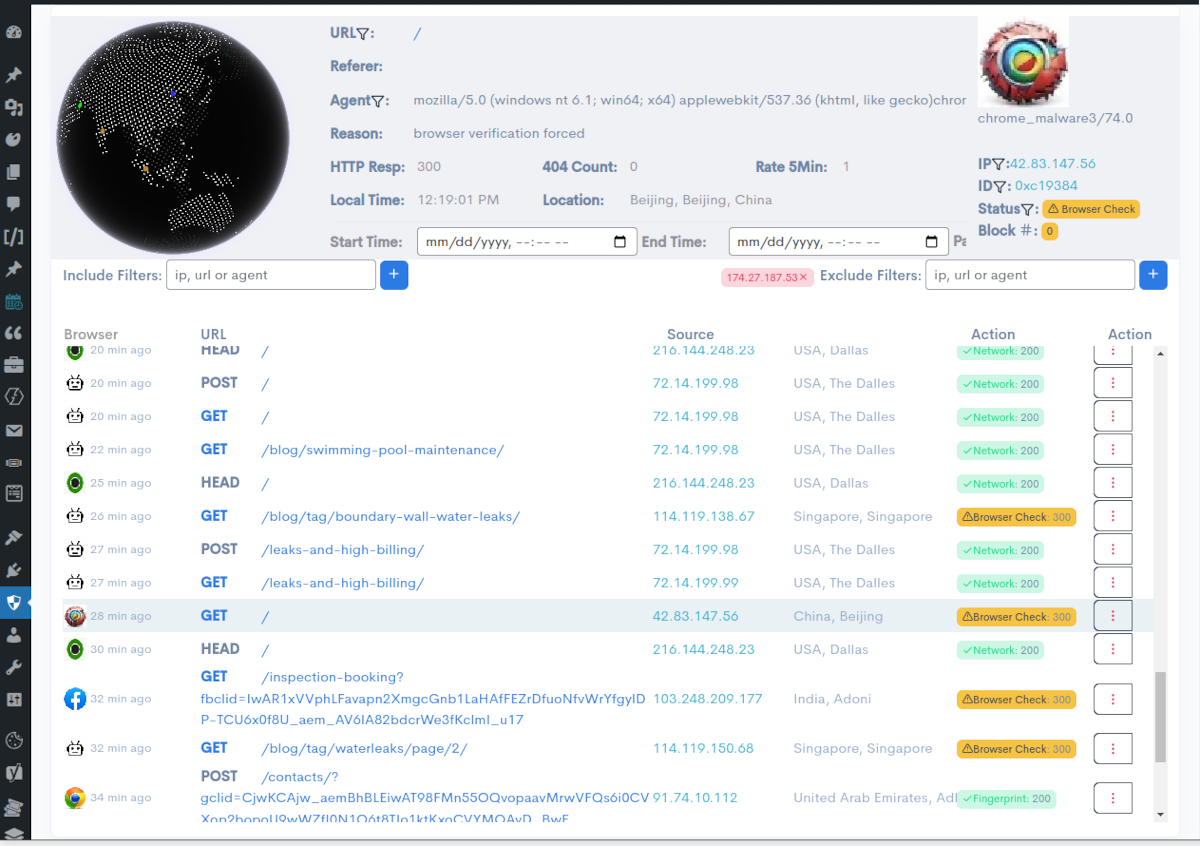 URL: /
Referer:
Agent: mozilla/5.0 (windows nt 6.1; win64; x64) applewebkit/537.36 (khtml, like gecko)chror
Reason: browser verification forced
HTTP Resp: 300 404 Count: 0 Rate 5Min: 1
Local Time: 12:19:01 PM Location: Beijing, Beijing, China
Start Time: mm/dd/yyyy, --:-- -- End Time: mm/dd/yyyy, --:-- -- Pa
chrome_malware3/74.0
IP:42.83.147.56
ID: 0xc19384
Status: Browser Check
Block #: 0
Include Filters: ip, url or agent + 174.27.187.53× Exclude Filters: ip, url or agent +
Browser URL Source Action Action
20 min ago HEAD / 216.144.248.23 USA, Dallas ✓Network: 200
20 min ago POST / 72.14.199.98 USA, The Dalles ✓Network: 200
20 min ago GET / 72.14.199.98 USA, The Dalles ✓Network: 200
22 min ago GET /blog/swimming-pool-maintenance/ 72.14.199.98 USA, The Dalles ✓Network: 200
25 min ago HEAD / 216.144.248.23 USA, Dallas ✓Network: 200
26 min ago GET /blog/tag/boundary-wall-water-leaks/ 114.119.138.67 Singapore, Singapore ⚠Browser Check: 300
27 min ago POST /leaks-and-high-billing/ 72.14.199.98 USA, The Dalles ✓Network: 200
27 min ago GET /leaks-and-high-billing/ 72.14.199.99 USA, The Dalles ✓Network: 200
28 min ago GET / 42.83.147.56 China, Beijing ⚠Browser Check: 300
30 min ago HEAD / 216.144.248.23 USA, Dallas ✓Network: 200
GET /inspection-booking?
32 min ago fbclid=IwAR1xVVphLFavapn2XmgcGnb1LaHAfFEZrDfuoNfvWrYfgyID 103.248.209.177 India, Adoni ⚠Browser Check: 300
P-TCU6x0f8U_aem_AV6IA82bdcrWe3fKclmI_u17
32 min ago GET /blog/tag/waterleaks/page/2/ 114.119.150.68 Singapore, Singapore ⚠Browser Check: 300
POST /contacts/?
34 min ago gclid=CjwKCAjw_aemBhBLEiwAT98FMn55OQvopaavMrwVFQs6i0CV 91.74.10.112 United Arab Emirates, Ad ✓Fingerprint: 200